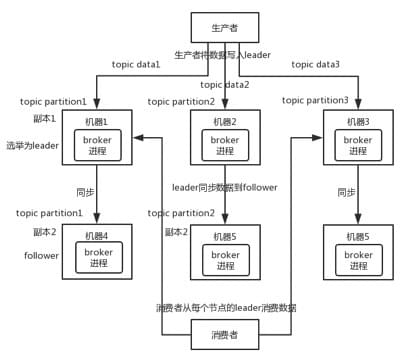 生产者
生产者将数据写入leader
topic data1
topic data2
topic data3
topic partition1
topic partition2
topic partition3
副本1
选举为leader
机器1
broker
进程
机器2
broker
进程
机器3
broker
进程
同步
leader同步数据到follower
同步
topic partition1
topic partition2
副本2
follower
副本2
机器4
broker
进程
机器5
broker
进程
机器5
broker
进程
消费者从每个节点的leader消费数据
消费者